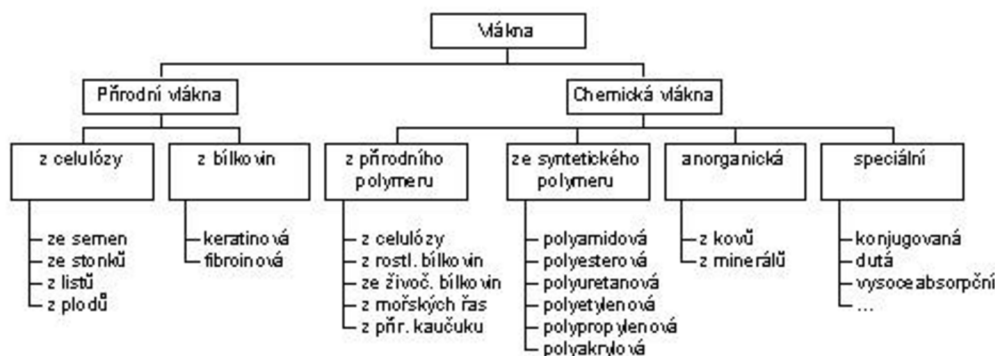 Vlákna
Přírodní vlákna
Chemická vlákna
z celulózy
z bílkovin
z přírodního
polymeru
ze syntetického
polymeru
anorganická
speciální
ze semen
ze stonků
z listů
z plodů
keratinová
fibroinová
z celulózy
z rostl. bílkovin
ze živoč. bílkovin
z mořských řas
z přír. kaučuku
polyamidová
polyesterová
polyuretanová
polyetylenová
polypropylenová
polyakrylová
z kovů
z minerálů
konjugovaná
dutá
vysoceabsorpční
...